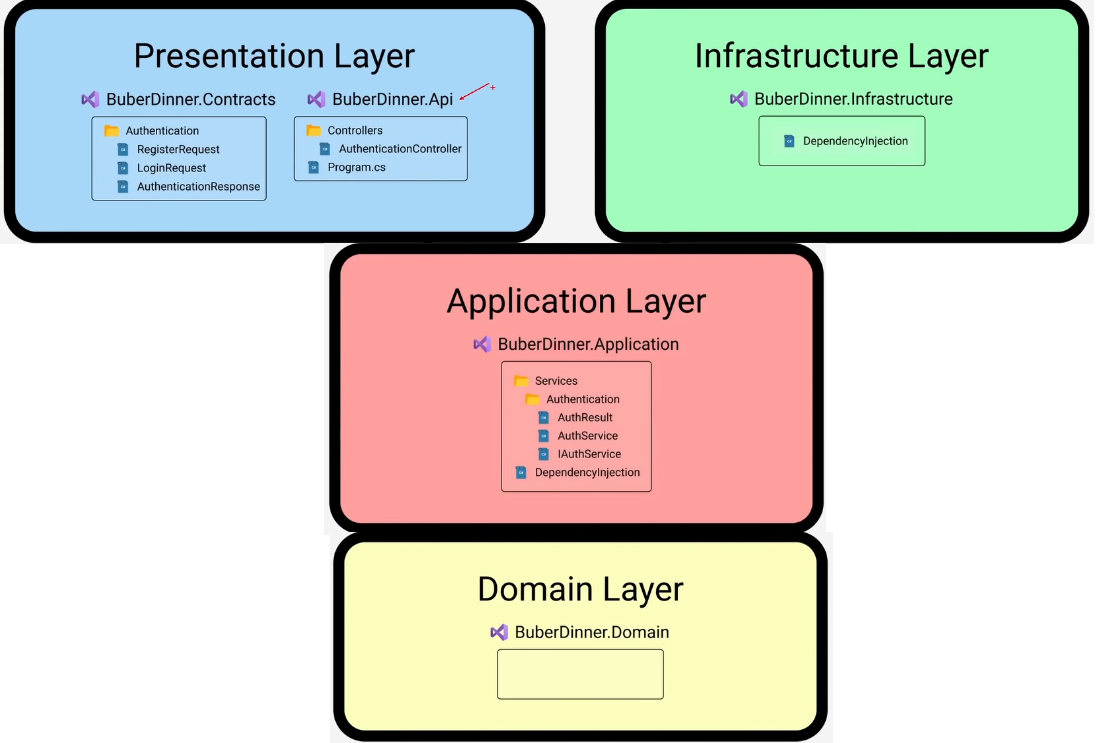 Presentation Layer
BuberDinner.Contracts
Authentication
RegisterRequest
LoginRequest
AuthenticationResponse
BuberDinner.Api
Controllers
AuthenticationController
Program.cs
Infrastructure Layer
BuberDinner.Infrastructure
DependencyInjection
Application Layer
BuberDinner.Application
Services
Authentication
AuthResult
AuthService
IAuthService
DependencyInjection
Domain Layer
BuberDinner.Domain